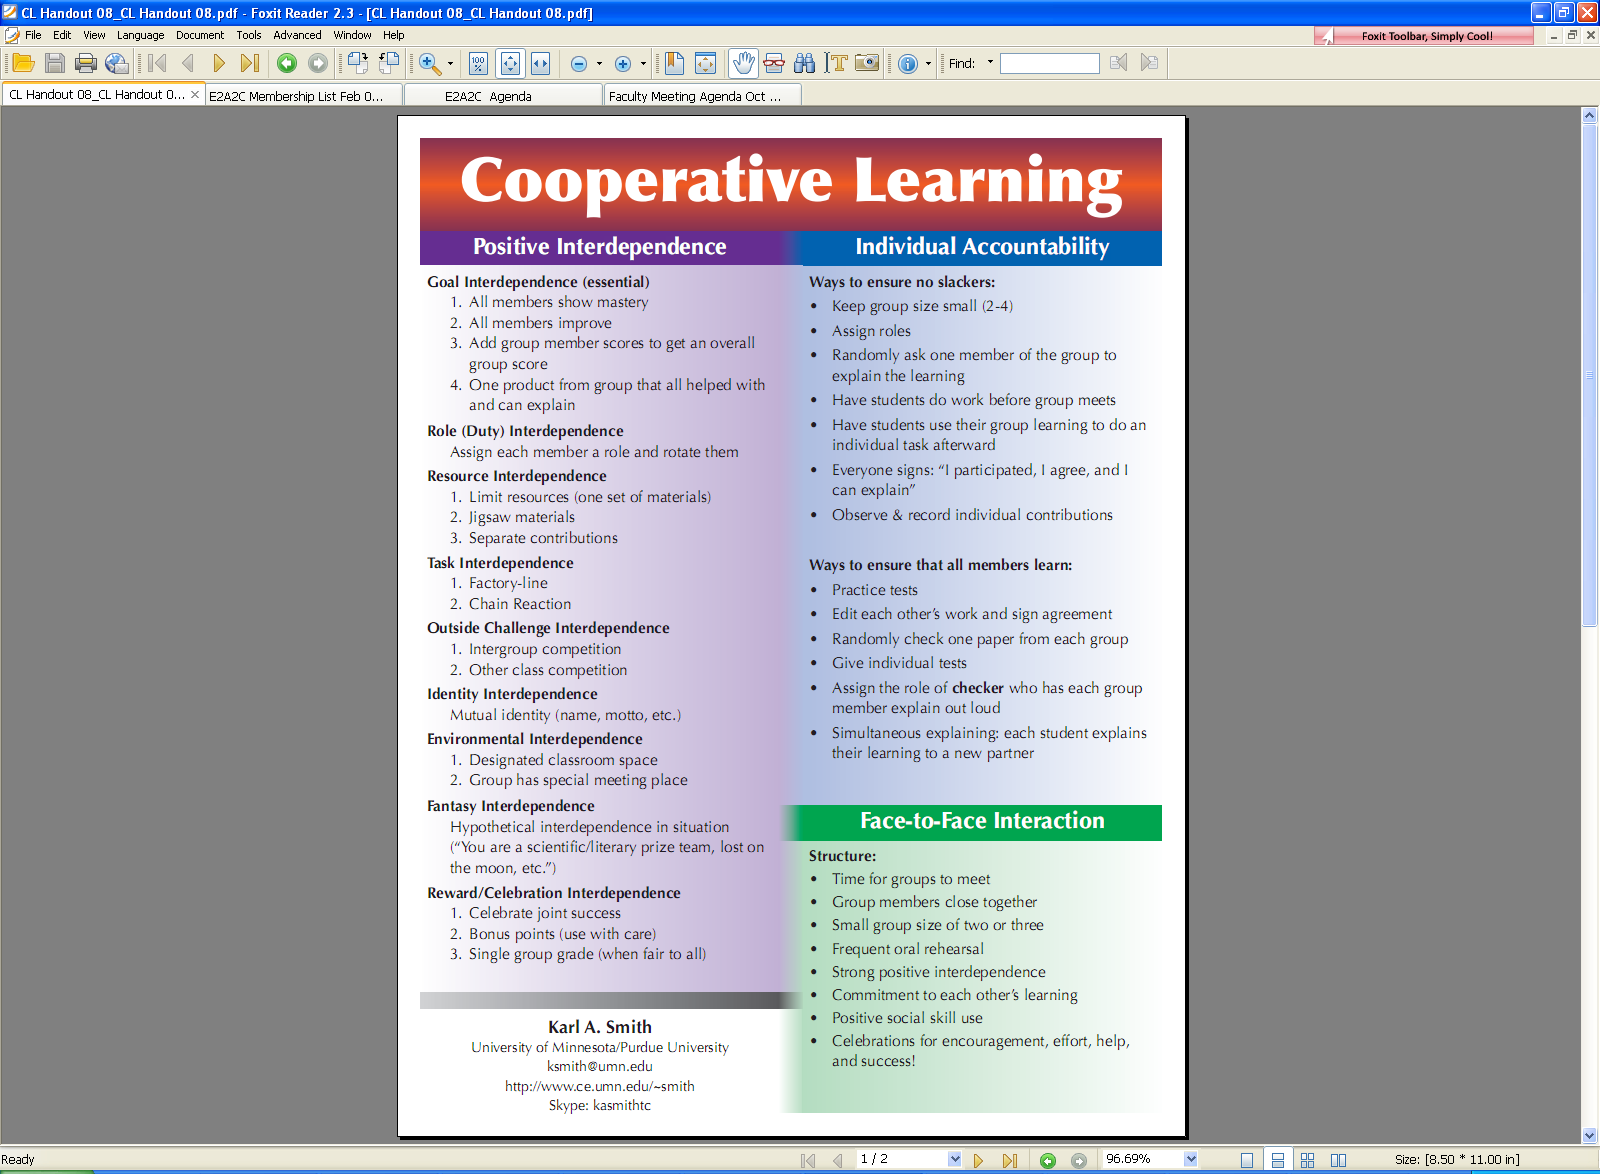 CL Handout 08_CL Handout 08.pdf - Foxit Reader 2.3 - [CL Handout 08_CL Handout 08.pdf]
File Edit View Language Document Tools Advanced Window Help
Foxit Toolbar, Simply Cool!
100 %
Find:
CL Handout 08_CL Handout 0...
E2A2C Membership List Feb 0...
E2A2C Agenda
Faculty Meeting Agenda Oct ...
Cooperative Learning
Positive Interdependence
Goal Interdependence (essential)
1. All members show mastery
2. All members improve
3. Add group member scores to get an overall
group score
4. One product from group that all helped with
and can explain
Role (Duty) Interdependence
Assign each member a role and rotate them
Resource Interdependence
1. Limit resources (one set of materials)
2. Jigsaw materials
3. Separate contributions
Task Interdependence
1. Factory-line
2. Chain Reaction
Outside Challenge Interdependence
1. Intergroup competition
2. Other class competition
Identity Interdependence
Mutual identity (name, motto, etc.)
Environmental Interdependence
1. Designated classroom space
2. Group has special meeting place
Fantasy Interdependence
Hypothetical interdependence in situation
(“You are a scientific/literary prize team, lost on
the moon, etc.”)
Reward/Celebration Interdependence
1. Celebrate joint success
2. Bonus points (use with care)
3. Single group grade (when fair to all)
Karl A. Smith
University of Minnesota/Purdue University
ksmith@umn.edu
http://www.ce.umn.edu/~smith
Skype: kasmithtc
Individual Accountability
Ways to ensure no slackers:
• Keep group size small (2-4)
• Assign roles
• Randomly ask one member of the group to
explain the learning
• Have students do work before group meets
• Have students use their group learning to do an
individual task afterward
• Everyone signs: “I participated, I agree, and I
can explain”
• Observe & record individual contributions
Ways to ensure that all members learn:
• Practice tests
• Edit each other’s work and sign agreement
• Randomly check one paper from each group
• Give individual tests
• Assign the role of checker who has each group
member explain out loud
• Simultaneous explaining: each student explains
their learning to a new partner
Face-to-Face Interaction
Structure:
• Time for groups to meet
• Group members close together
• Small group size of two or three
• Frequent oral rehearsal
• Strong positive interdependence
• Commitment to each other’s learning
• Positive social skill use
• Celebrations for encouragement, effort, help,
and success!
Ready
1 / 2
96.69%
Size: [8.50 * 11.00 in]